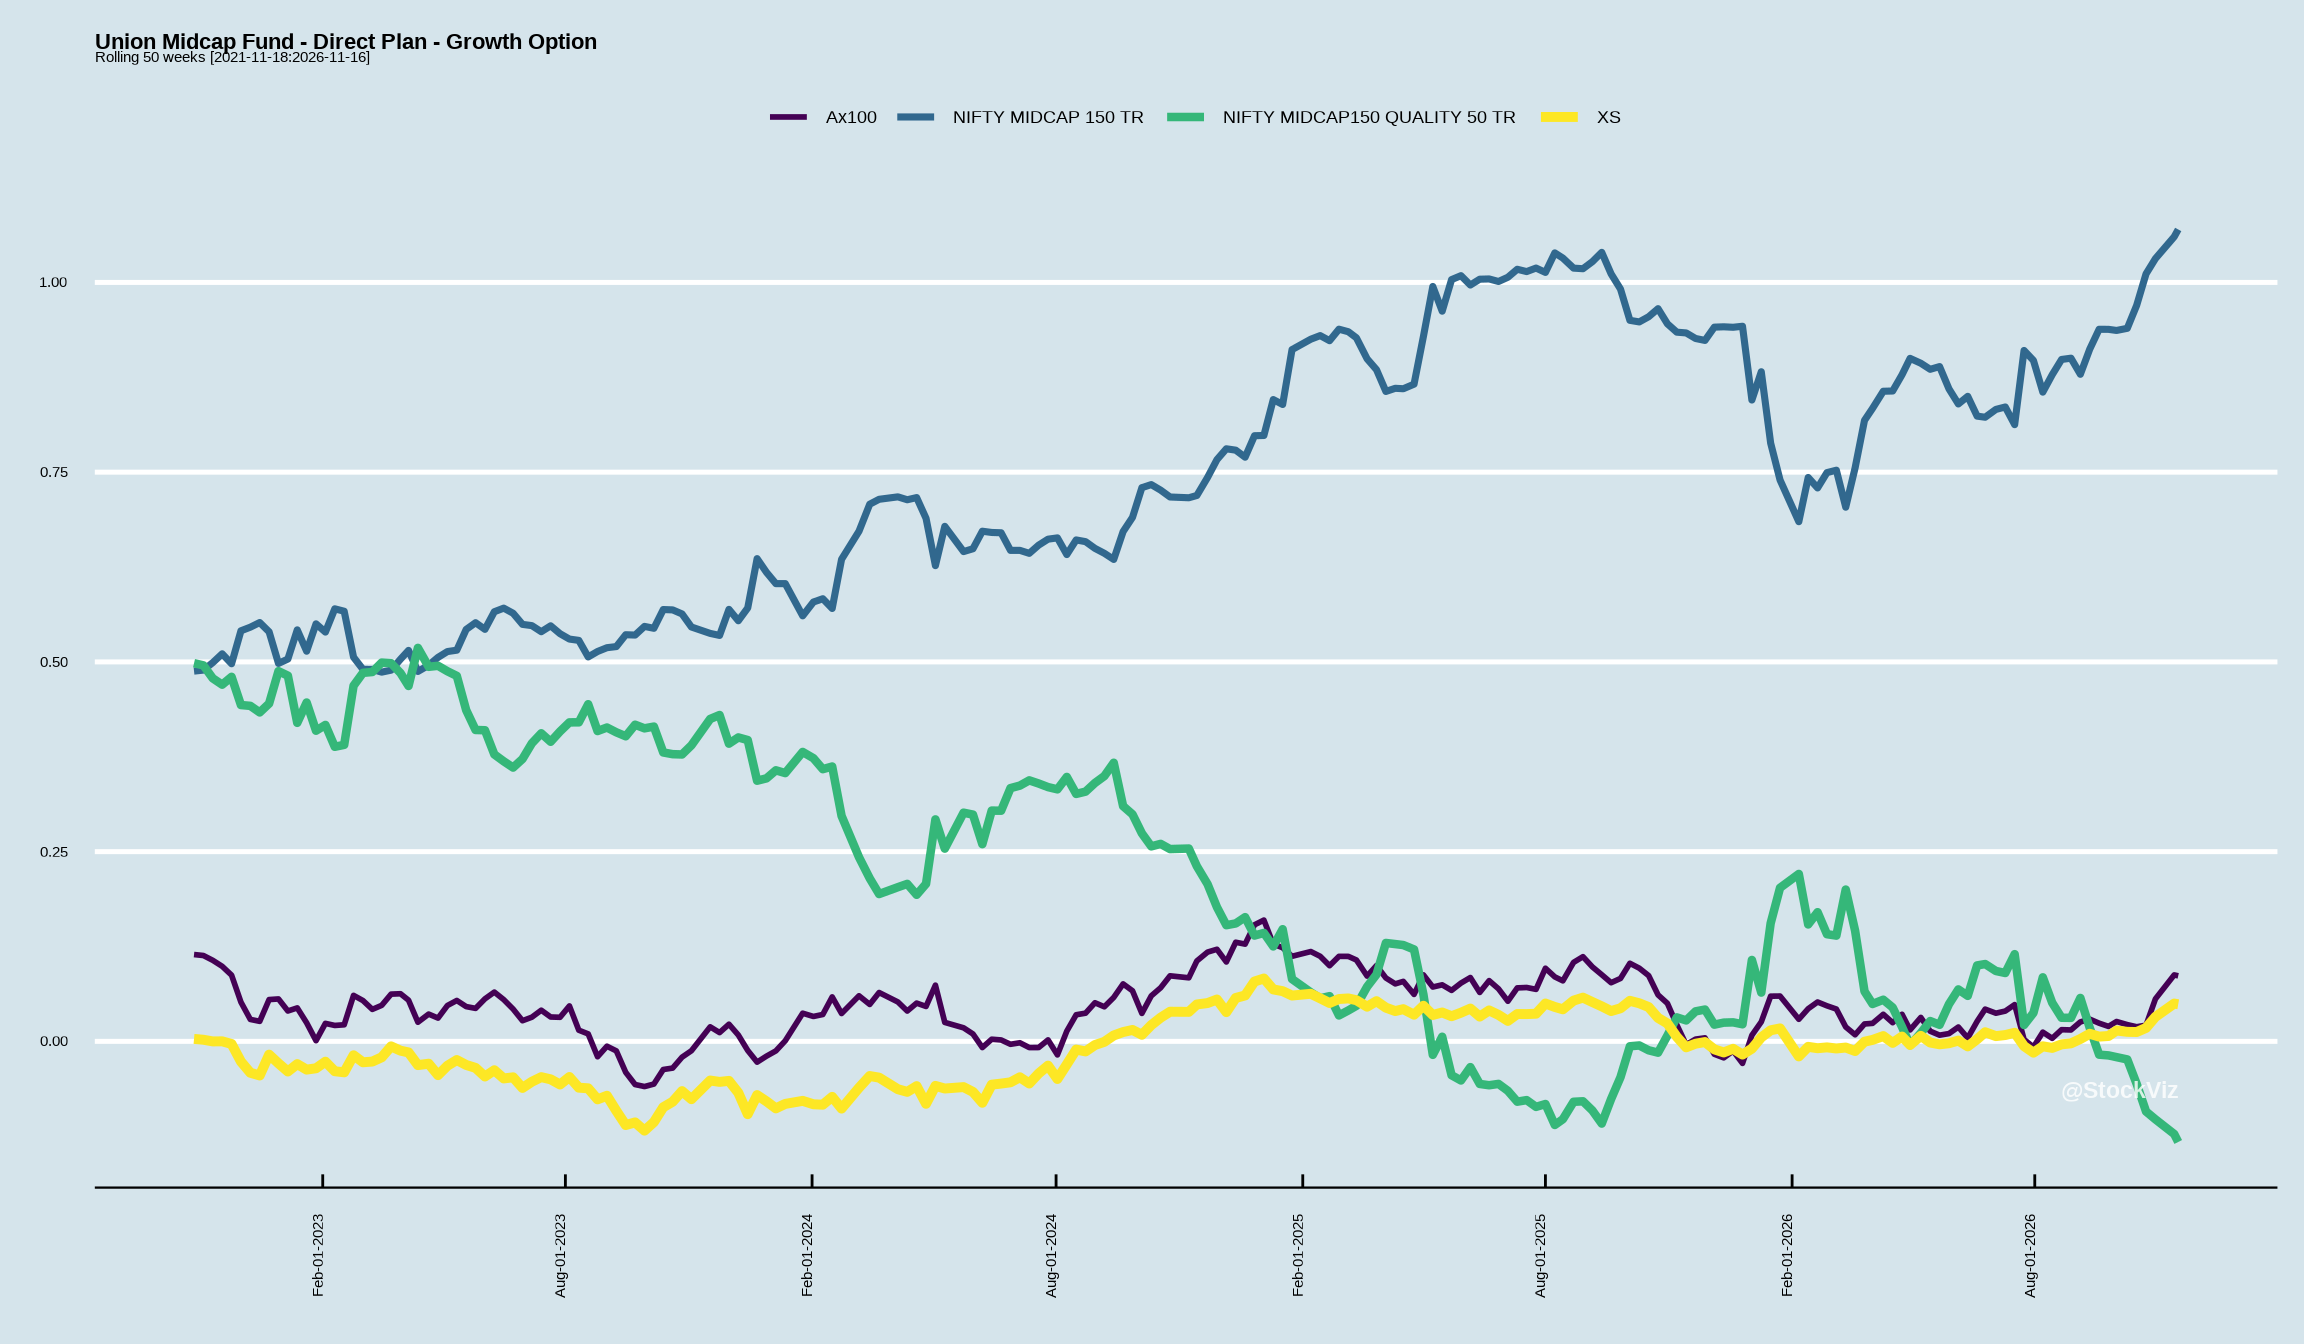 Union Midcap Fund - Direct Plan - Growth Option
Rolling 50 weeks [2021-11-18:2026-11-16]
Ax100 NIFTY MIDCAP 150 TR NIFTY MIDCAP150 QUALITY 50 TR XS
1.00
0.75
0.50
0.25
0.00
@StockViz
Feb-01-2023 Aug-01-2023 Feb-01-2024 Aug-01-2024 Feb-01-2025 Aug-01-2025 Feb-01-2026 Aug-01-2026